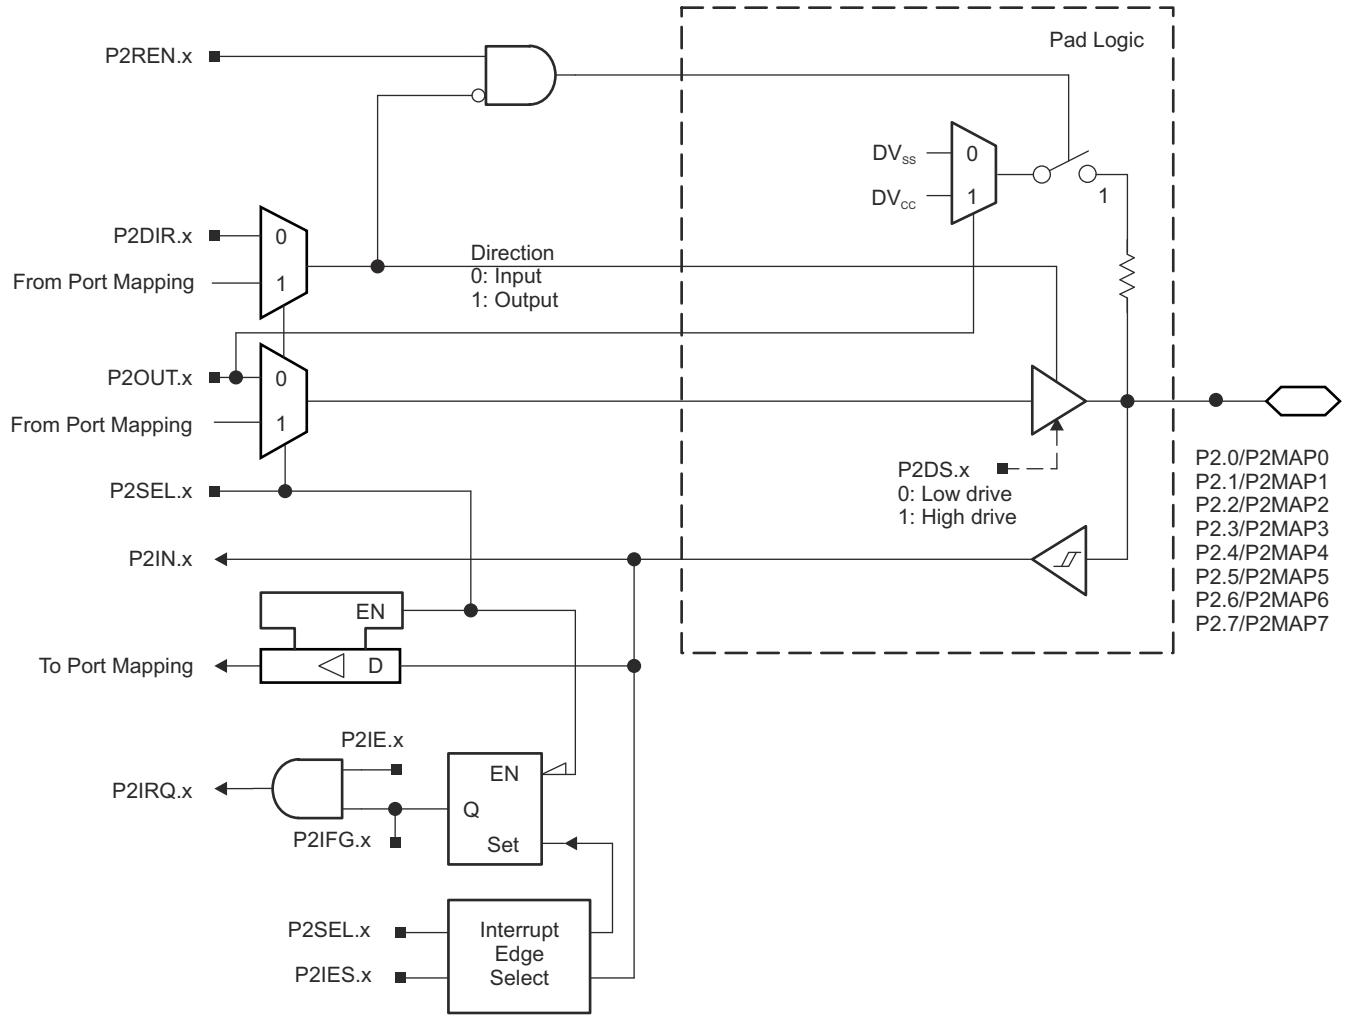 Pad Logic
P2REN.x
DVSS
0
DVCC
1
1
P2DIR.x
0
Direction
0: Input
1: Output
From Port Mapping
1
P2OUT.x
0
From Port Mapping
1
P2SEL.x
P2DS.x
0: Low drive
1: High drive
P2.0/P2MAP0
P2.1/P2MAP1
P2.2/P2MAP2
P2.3/P2MAP3
P2.4/P2MAP4
P2.5/P2MAP5
P2.6/P2MAP6
P2.7/P2MAP7
P2IN.x
EN
To Port Mapping
D
P2IE.x
P2IRQ.x
P2IFG.x
EN
Q
Set
P2SEL.x
P2IES.x
Interrupt
Edge
Select